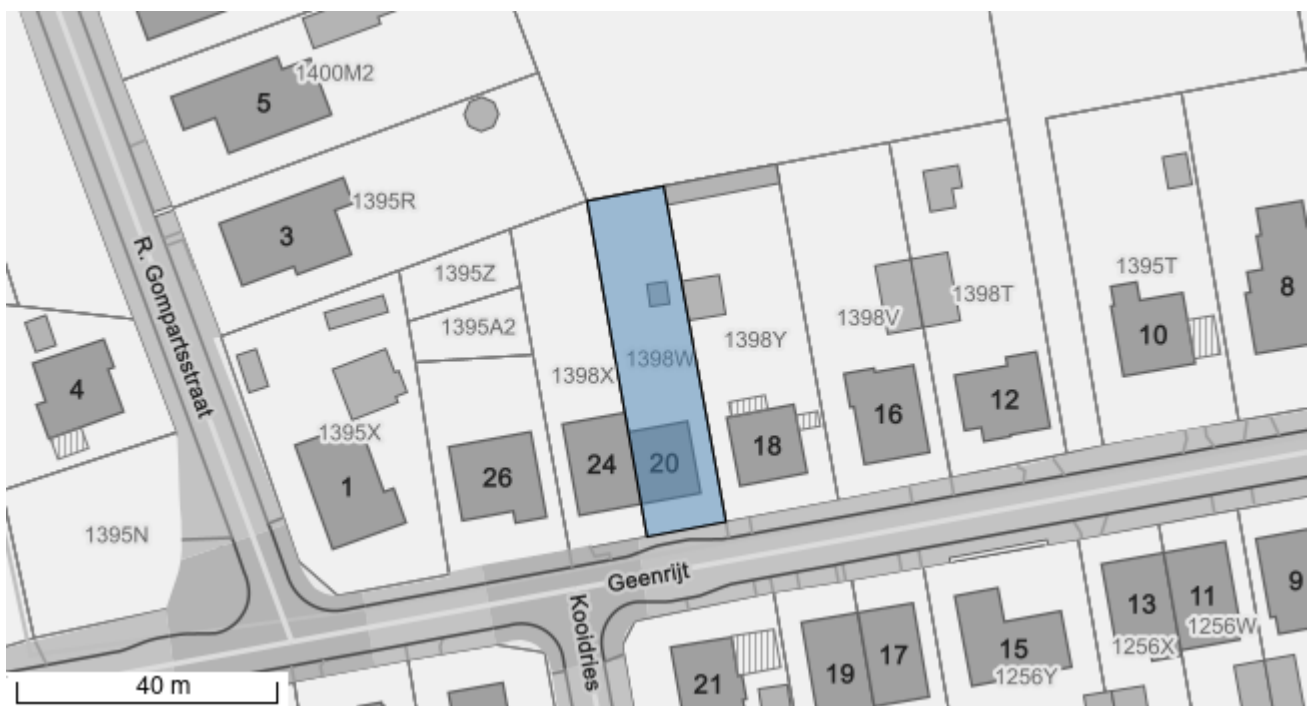 1400M2
5
1395R
3
R. Gompartsstraat
1395Z
1395A2
1395T
8
1398T
1398V
10
1398Y
1398W
1398X
4
1395X
16
12
18
24
20
26
1
1395N
Geenrijt
Kooidries
13
11
9
1256W
1256X
15
1256Y
17
19
21
40 m